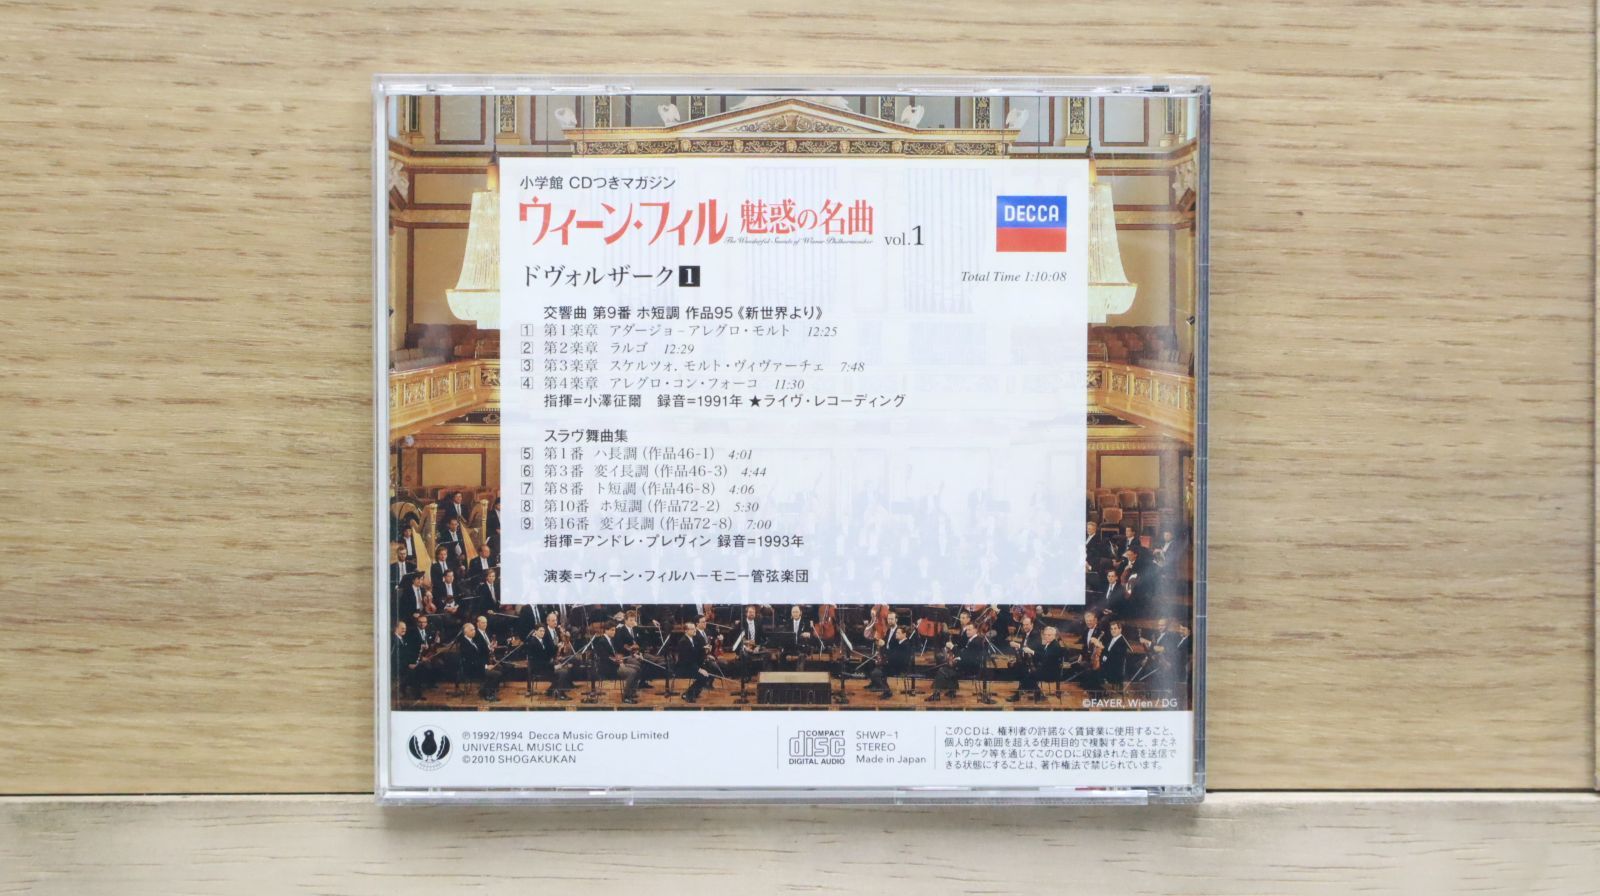 小学館 CDつきマガジン
ウィーン・フィル 魅惑の名曲 vol.1
The Wonderful Sounds of Wiener Philharmoniker
DECCA
ドヴォルザーク 1
Total Time 1:10:08
交響曲 第9番 ホ短調 作品95《新世界より》
1 第1楽章 アダージョ－アレグロ・モルト 12:25
2 第2楽章 ラルゴ 12:29
3 第3楽章 スケルツォ．モルト・ヴィヴァーチェ 7:48
4 第4楽章 アレグロ・コン・フォーコ 11:30
指揮=小澤征爾 録音=1991年 ★ライヴ・レコーディング
スラヴ舞曲集
5 第1番 ハ長調（作品46-1） 4:01
6 第3番 変イ長調（作品46-3） 4:44
7 第8番 ト短調（作品46-8） 4:06
8 第10番 ホ短調（作品72-2） 5:30
9 第16番 変イ長調（作品72-8） 7:00
指揮=アンドレ・プレヴィン 録音=1993年
演奏=ウィーン・フィルハーモニー管弦楽団
©FAYER, Wien / DG
℗1992/1994 Decca Music Group Limited
UNIVERSAL MUSIC LLC
©2010 SHOGAKUKAN
COMPACT
disc
DIGITAL AUDIO
SHWP-1
STEREO
Made in Japan
このCDは、権利者の許諾なく賃貸業に使用すること、
個人的な範囲を超える使用目的で複製すること、またネ
ットワーク等を通じてこのCDに収録された音を送信で
きる状態にすることは、著作権法で禁じられています。